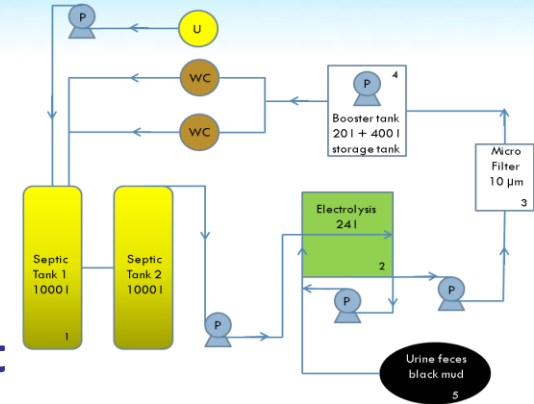 P
U
WC
WC
4
P
Booster tank
20 l + 400 l
storage tank
Micro
Filter
10 µm
3
Electrolysis
24 l
2
Septic
Tank 1
1000 l
1
Septic
Tank 2
1000 l
P
P
P
Urine feces
black mud
5
t